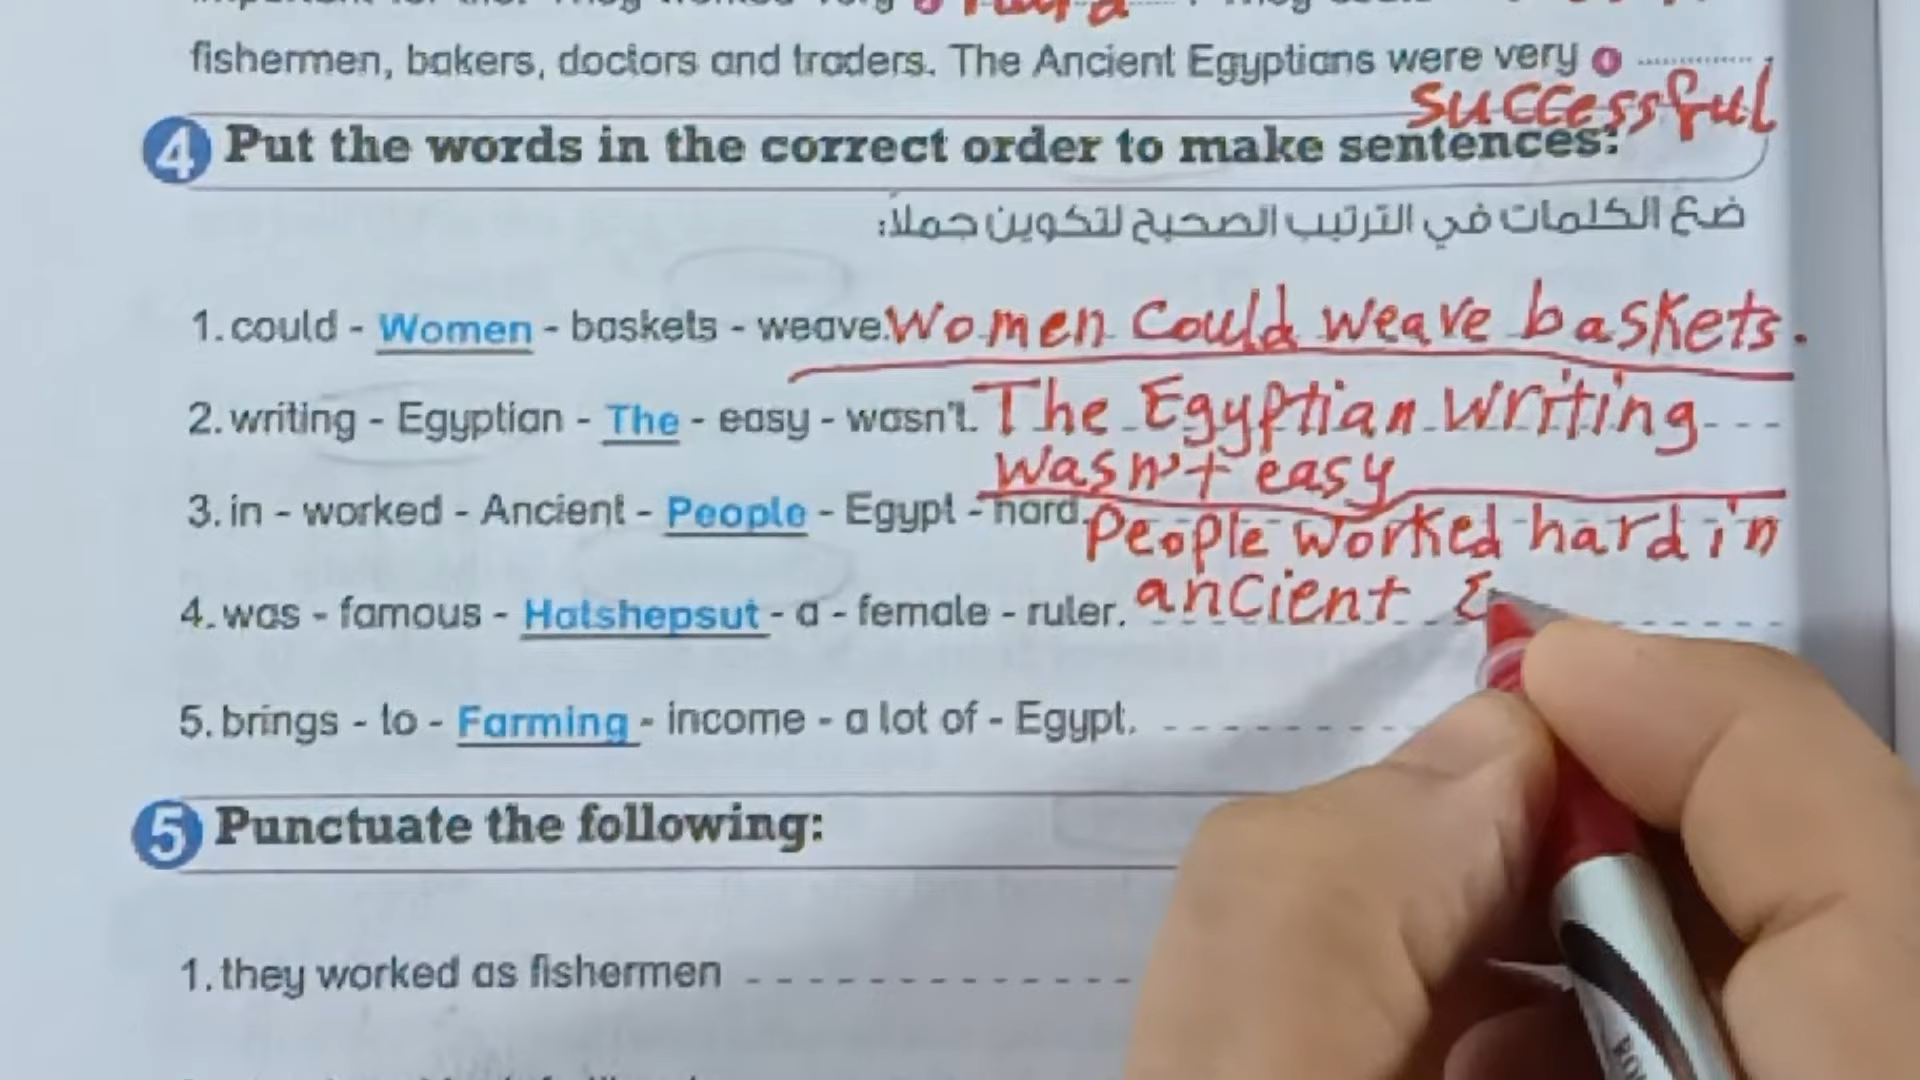 fishermen, bakers, doctors and traders. The Ancient Egyptians were very 4 ..............
successful
4 Put the words in the correct order to make sentences:
ضع الكلمات في الترتيب الصحيح لتكوين جملاً:
1. could - Women - baskets - weave. Women Could weave baskets.
2. writing - Egyptian - The - easy - wasn't. The Egyptian writing
wasn't easy
3. in - worked - Ancient - People - Egypt - hard. People worked hard in
4. was - famous - Hatshepsut - a - female - ruler. ancient E
5. brings - to - Farming - income - a lot of - Egypt.
5 Punctuate the following:
1. they worked as fishermen